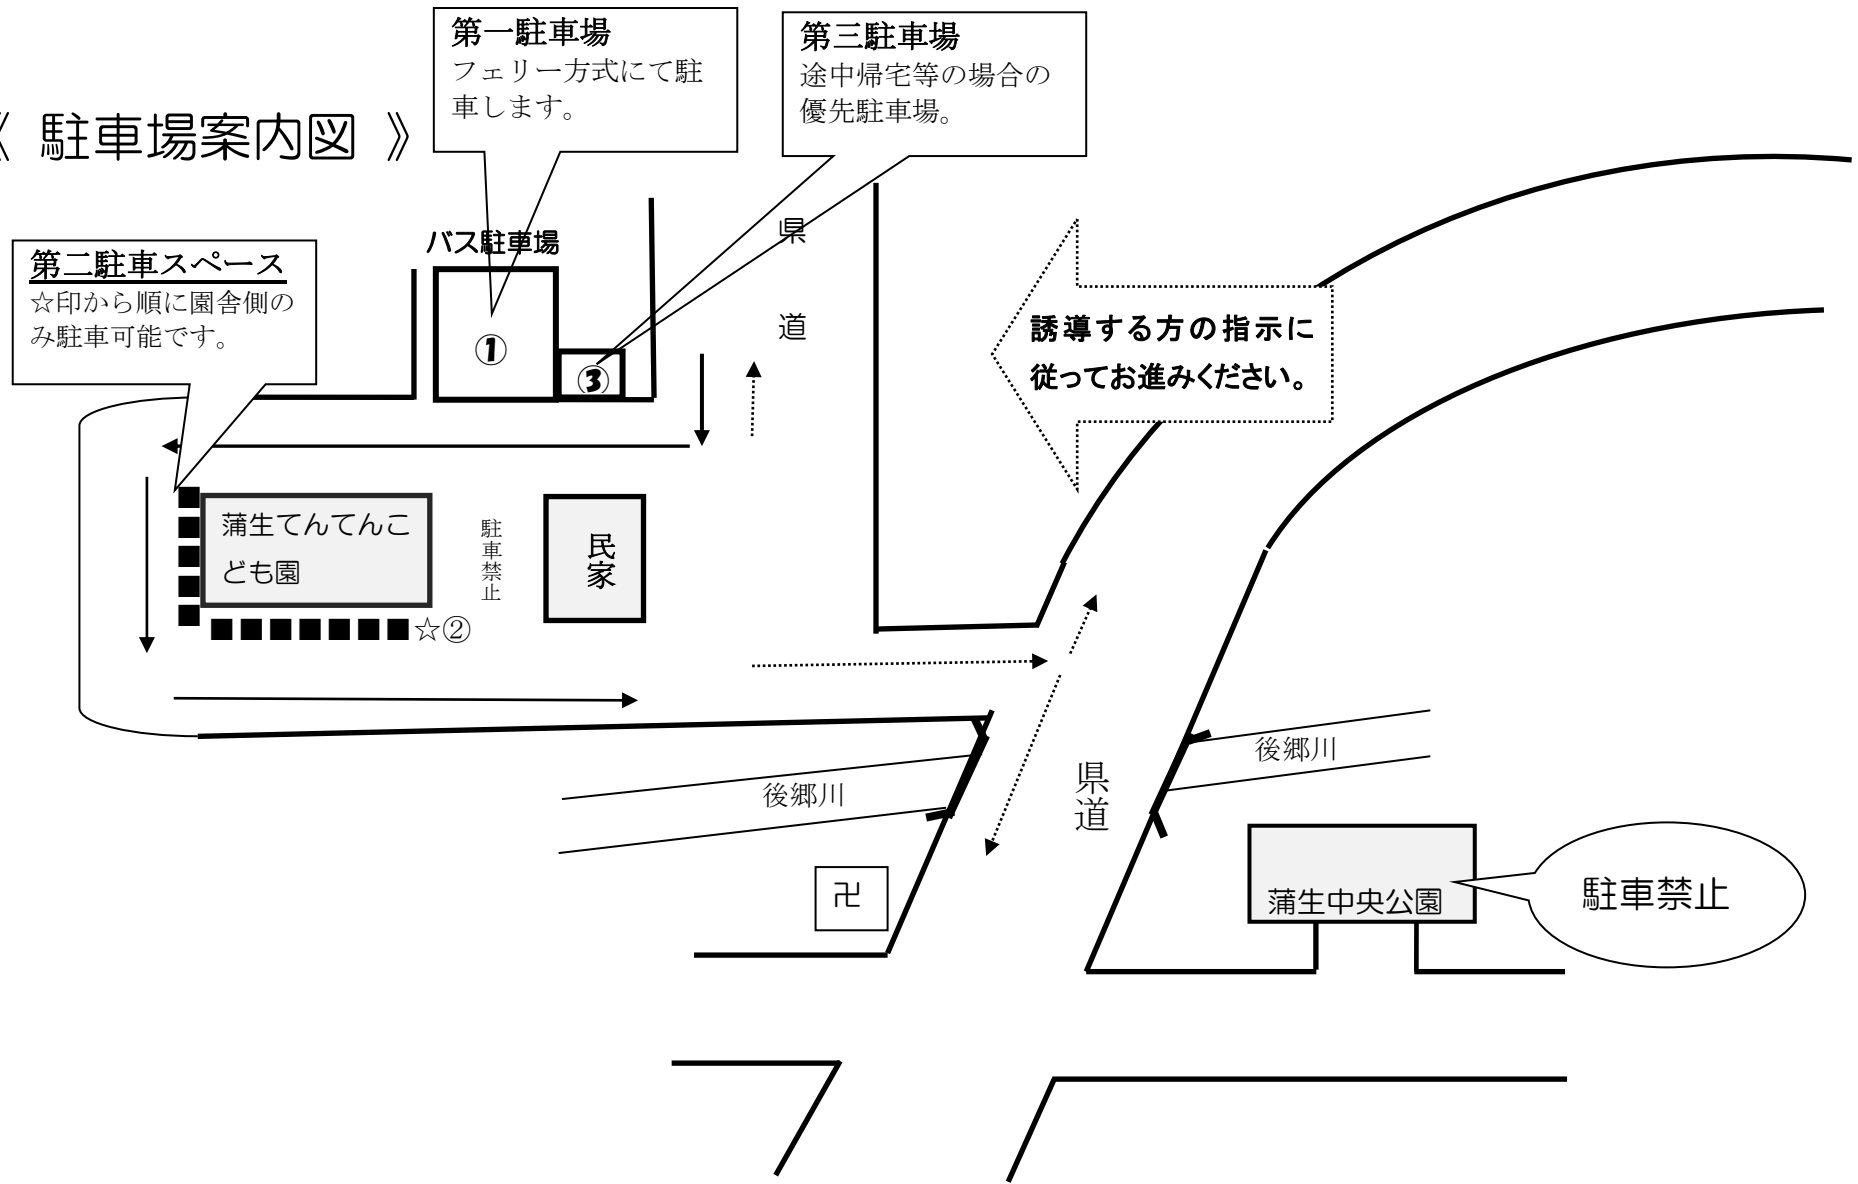 《 駐車場案内図 》
第一駐車場
フェリー方式にて駐
車します。
第三駐車場
途中帰宅等の場合の
優先駐車場。
第二駐車スペース
☆印から順に園舎側の
み駐車可能です。
バス駐車場
①
③
県道
誘導する方の指示に
従ってお進みください。
蒲生てんてんこ
ども園
駐車禁止
民家
☆②
後郷川
後郷川
県道
卍
蒲生中央公園
駐車禁止